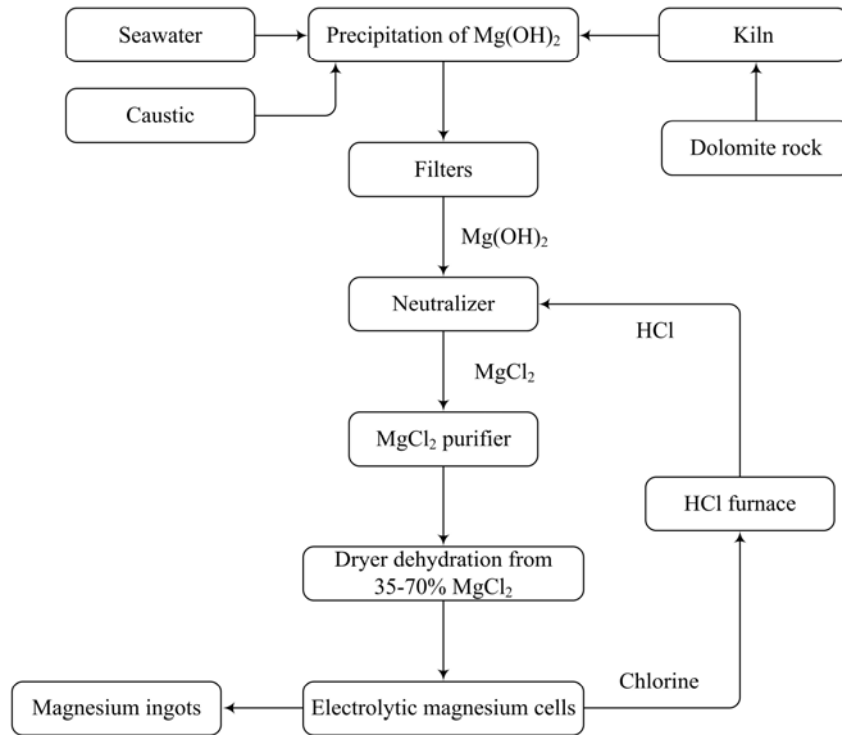 Seawater
Precipitation of Mg(OH)₂
Kiln
Caustic
Dolomite rock
Filters
Mg(OH)₂
Neutralizer
HCl
MgCl₂
MgCl₂ purifier
HCl furnace
Dryer dehydration from
35-70% MgCl₂
Chlorine
Magnesium ingots
Electrolytic magnesium cells